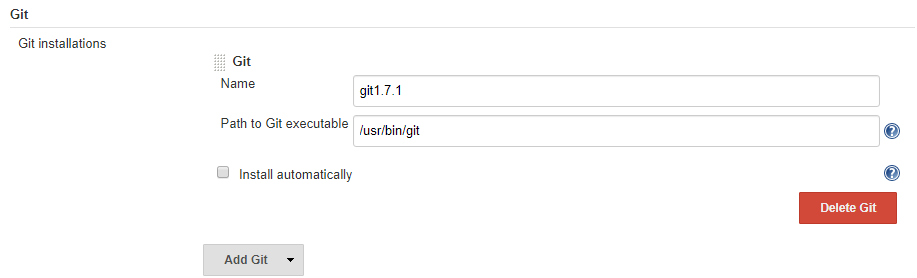 Git
Git installations
Git
Name
git1.7.1
Path to Git executable
/usr/bin/git
?
Install automatically
?
Delete Git
Add Git